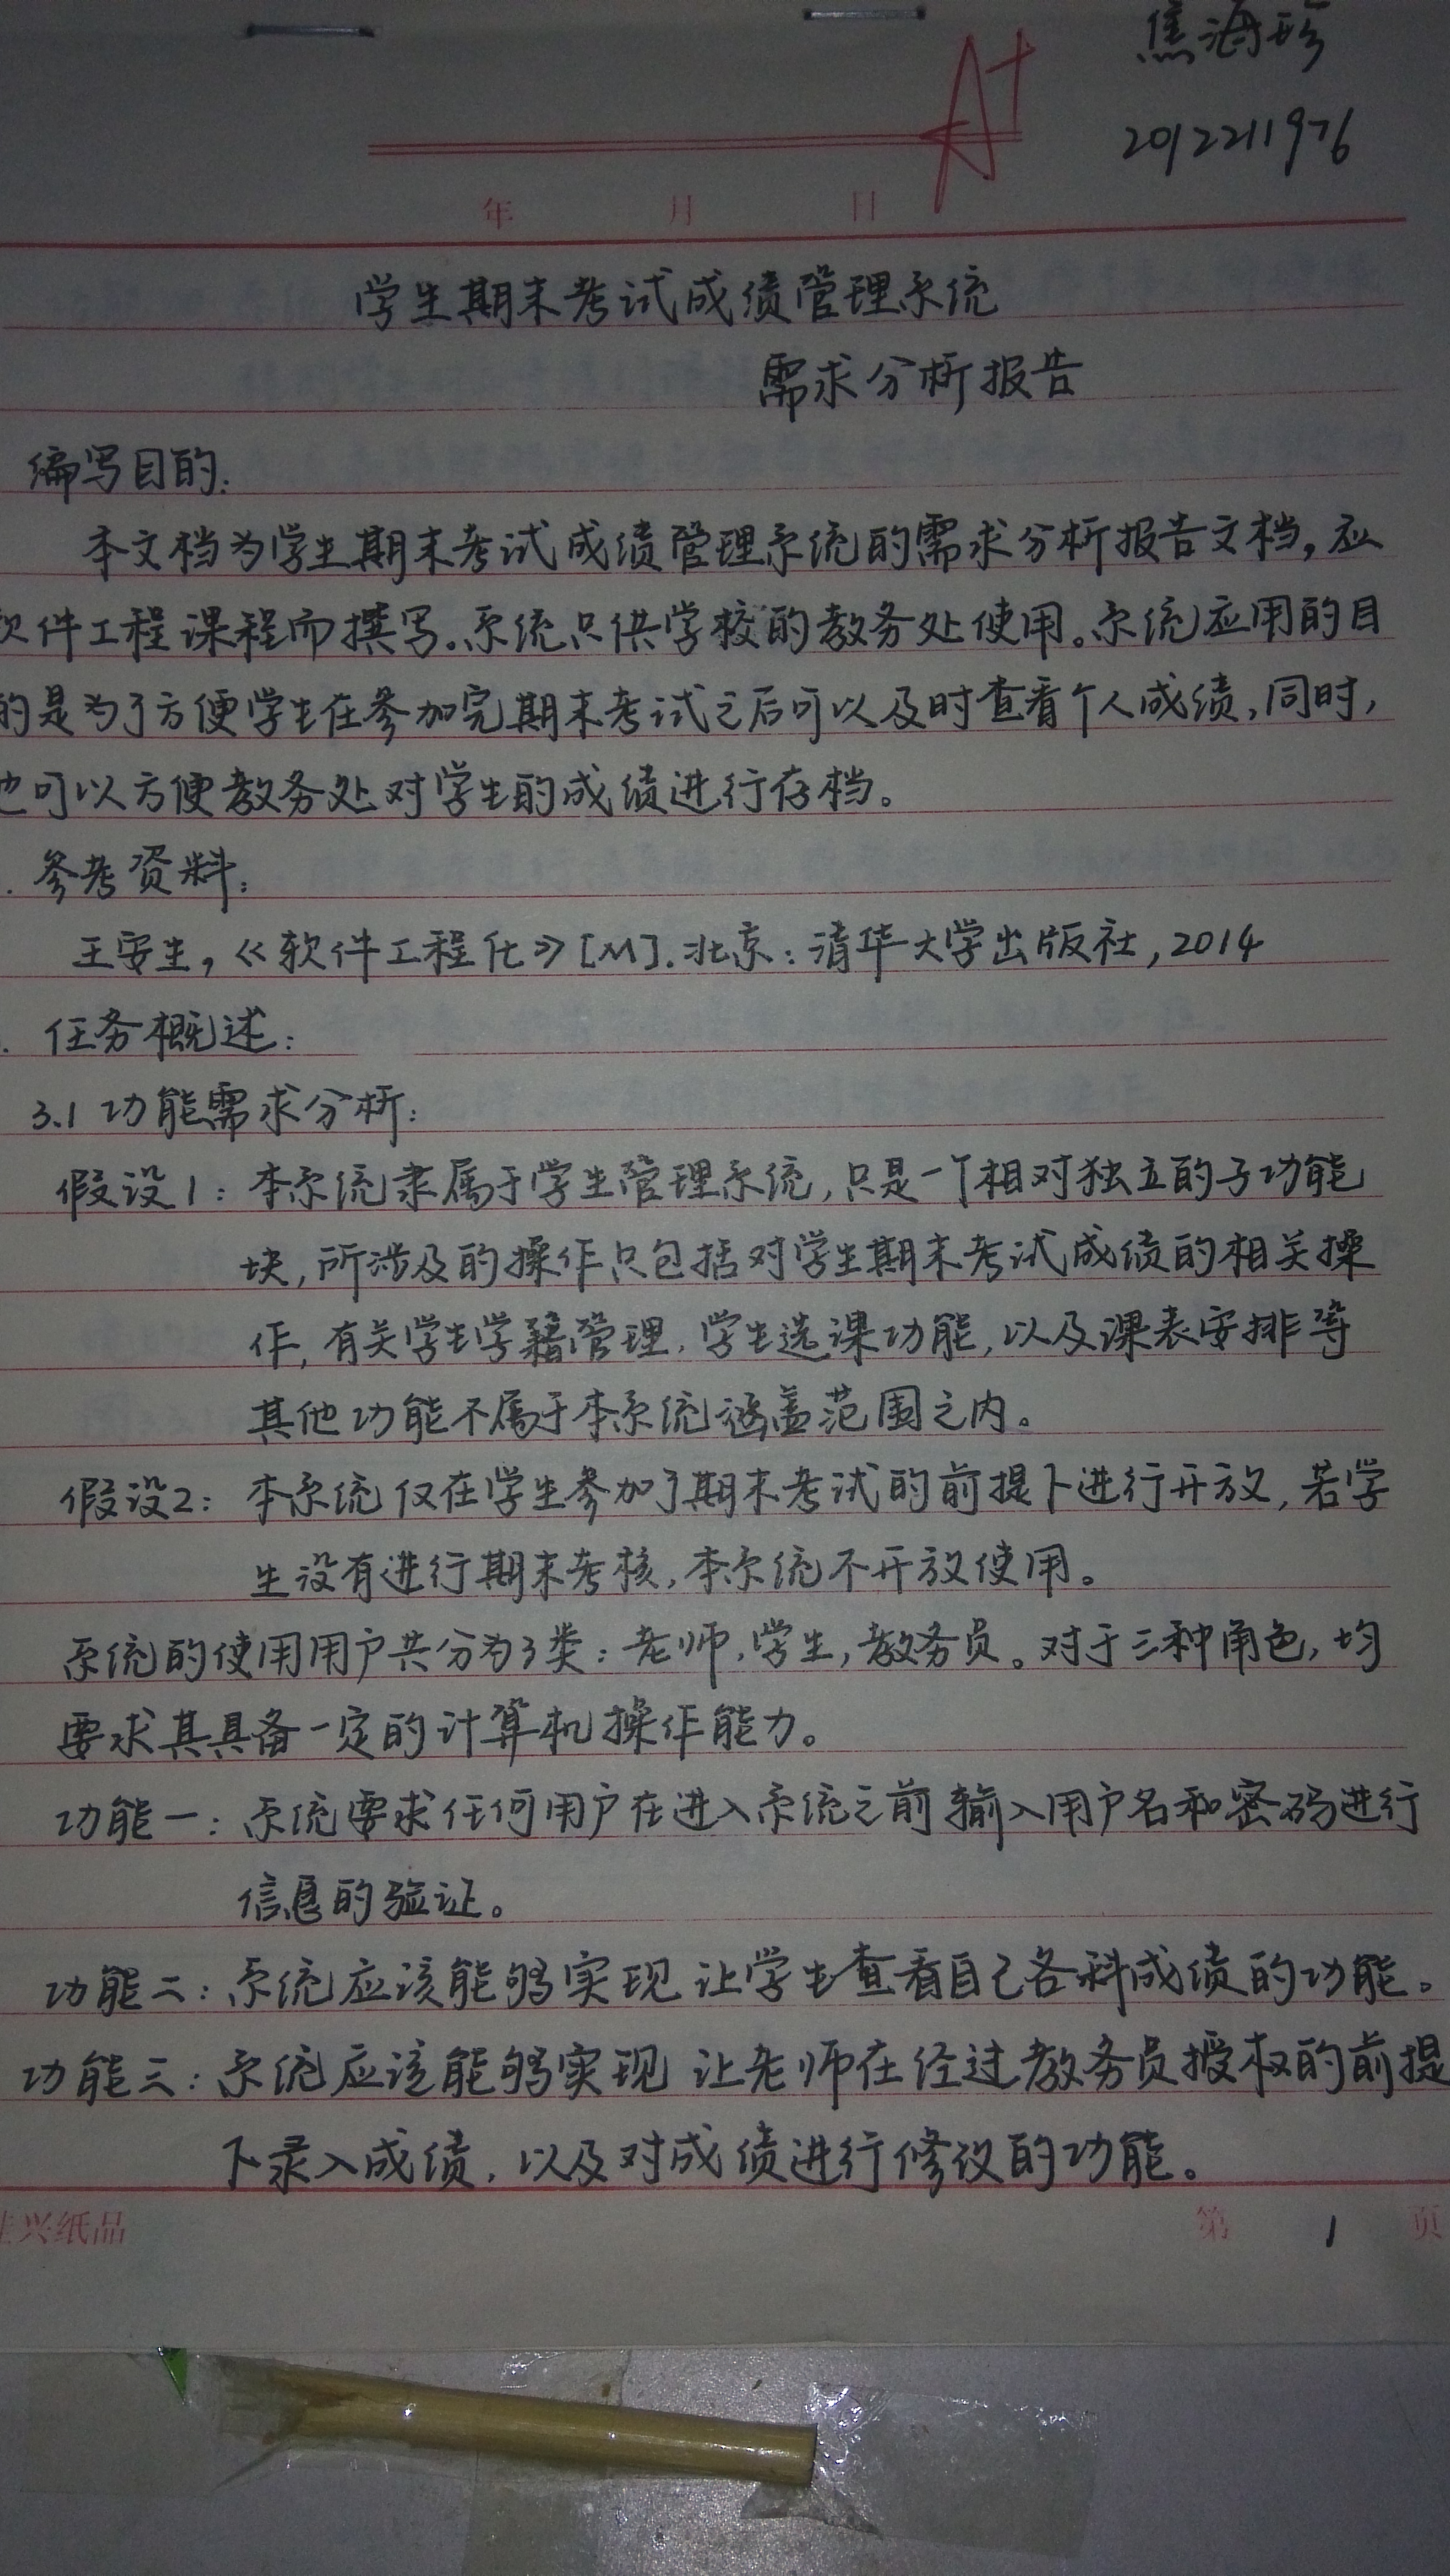 焦海珍
A+
2012211976
年 月 日
学生期末考试成绩管理系统
需求分析报告
编写目的:
本文档为学生期末考试成绩管理系统的需求分析报告文档,应
软件工程课程而撰写。系统只供学校的教务处使用。系统应用的目
的是为了方便学生在参加完期末考试之后可以及时查看个人成绩,同时,
也可以方便教务处对学生的成绩进行存档。
. 参考资料:
王安生,《软件工程化》[M].北京:清华大学出版社,2014
. 任务概述:
3.1 功能需求分析:
假设1: 本系统隶属于学生管理系统,只是一个相对独立的子功能
块,所涉及的操作只包括对学生期末考试成绩的相关操
作,有关学生学籍管理,学生选课功能,以及课表安排等
其他功能不属于本系统涵盖范围之内。
假设2: 本系统仅在学生参加了期末考试的前提下进行开放,若学
生没有进行期末考核,本系统不开放使用。
系统的使用用户共分为3类:老师,学生,教务员。对于三种角色,均
要求其具备一定的计算机操作能力。
功能一: 系统要求任何用户在进入系统之前输入用户名和密码进行
信息的验证。
功能二: 系统应该能够实现让学生查看自己各科成绩的功能。
功能三: 系统应该能够实现让老师在经过教务员授权的前提
下录入成绩,以及对成绩进行修改的功能。
兴纸品 第 1 页